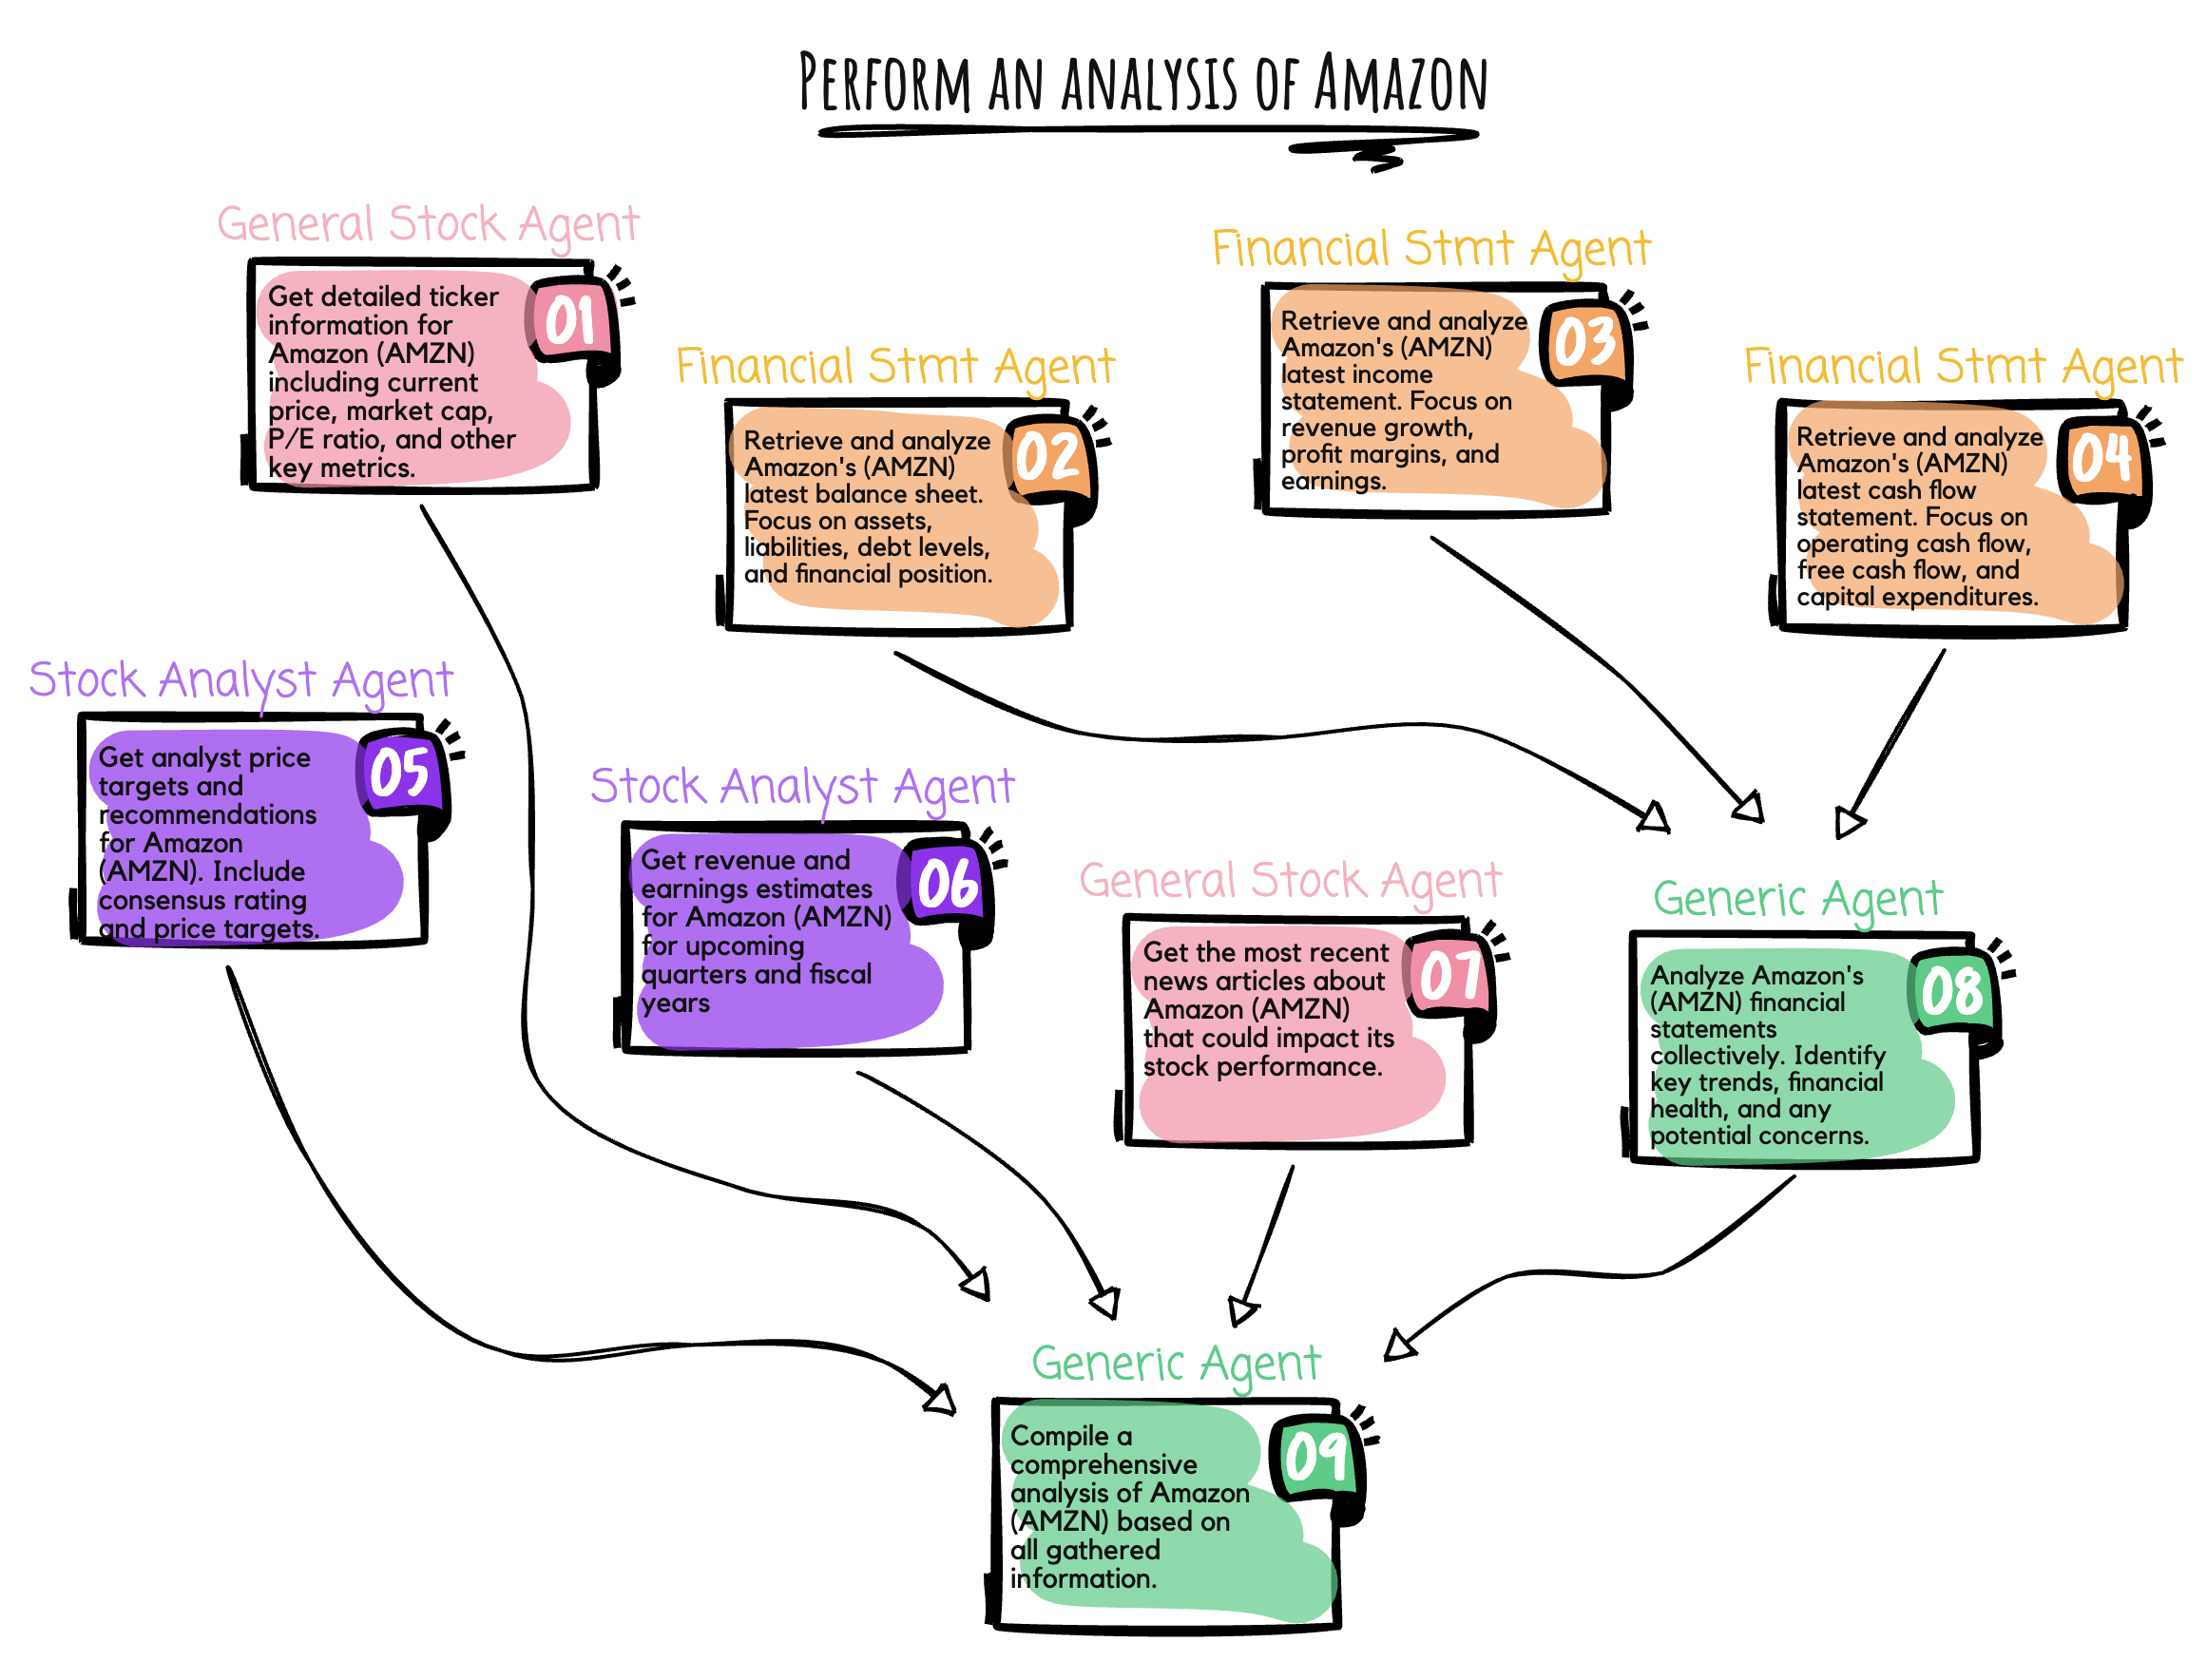 Perform an analysis of Amazon
General Stock Agent
01
Get detailed ticker
information for
Amazon (AMZN)
including current
price, market cap,
P/E ratio, and other
key metrics.
Financial Stmt Agent
02
Retrieve and analyze
Amazon's (AMZN)
latest balance sheet.
Focus on assets,
liabilities, debt levels,
and financial position.
Financial Stmt Agent
03
Retrieve and analyze
Amazon's (AMZN)
latest income
statement. Focus on
revenue growth,
profit margins, and
earnings.
Financial Stmt Agent
04
Retrieve and analyze
Amazon's (AMZN)
latest cash flow
statement. Focus on
operating cash flow,
free cash flow, and
capital expenditures.
Stock Analyst Agent
05
Get analyst price
targets and
recommendations
for Amazon
(AMZN). Include
consensus rating
and price targets.
Stock Analyst Agent
06
Get revenue and
earnings estimates
for Amazon (AMZN)
for upcoming
quarters and fiscal
years
General Stock Agent
07
Get the most recent
news articles about
Amazon (AMZN)
that could impact its
stock performance.
Generic Agent
08
Analyze Amazon's
(AMZN) financial
statements
collectively. Identify
key trends, financial
health, and any
potential concerns.
Generic Agent
09
Compile a
comprehensive
analysis of Amazon
(AMZN) based on
all gathered
information.